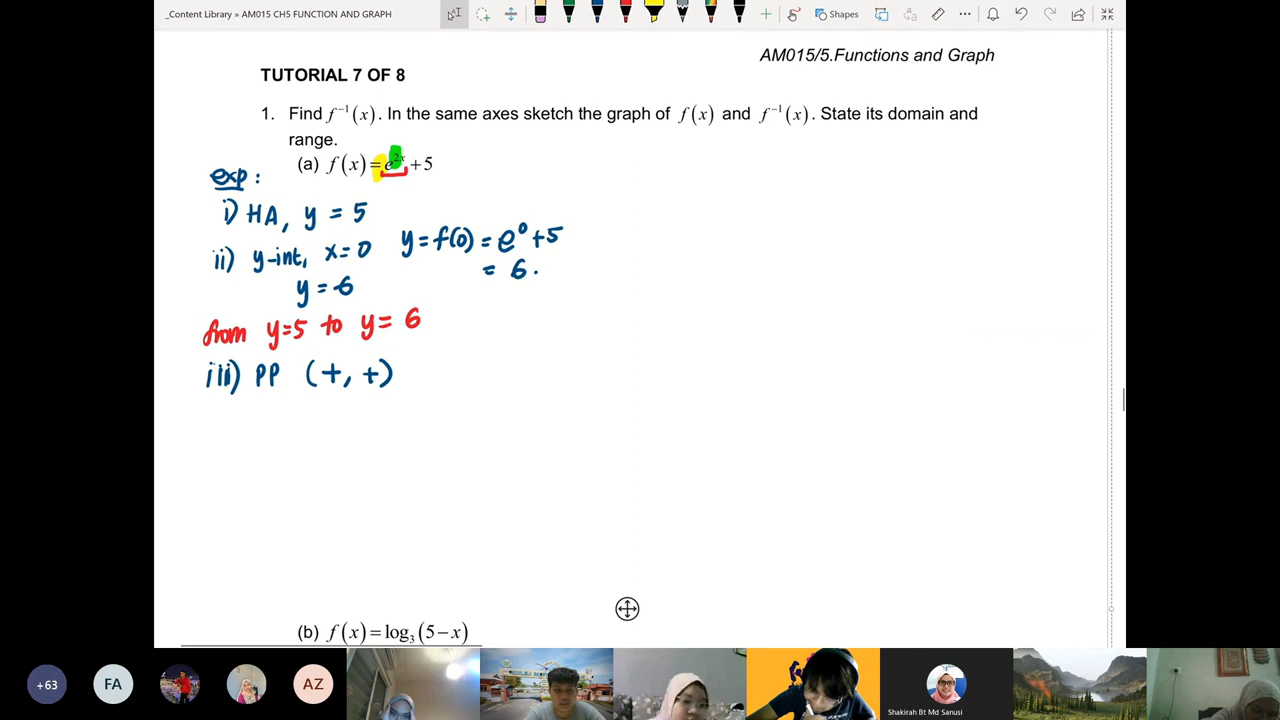 _Content Library » AM015 CH5 FUNCTION AND GRAPH
Shapes
AM015/5.Functions and Graph
TUTORIAL 7 OF 8
1. Find f⁻¹(x). In the same axes sketch the graph of f(x) and f⁻¹(x). State its domain and
range.
(a) f(x) = e²ˣ + 5
exp :
i) HA, y = 5
ii) y-int, x = 0 y = f(0) = e⁰ + 5
= 6.
y = 6
from y=5 to y= 6
iii) PP (+, +)
(b) f(x) = log₃(5 − x)
+63
FA
AZ
Shakirah Bt Md Sanusi